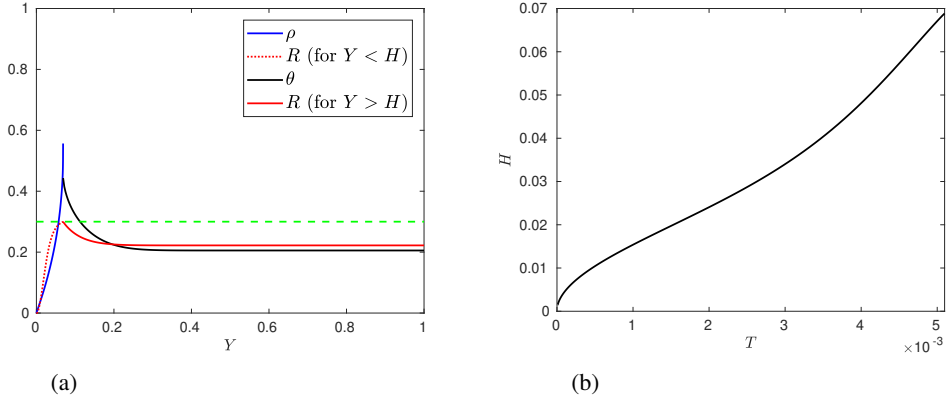 1
0.8
0.6
0.4
0.2
0
0 0.2 0.4 0.6 0.8 1
Y
ρ
R (for Y < H)
θ
R (for Y > H)
(a)
0.07
0.06
0.05
0.04
0.03
0.02
0.01
0
H
0 1 2 3 4 5
T
×10⁻³
(b)